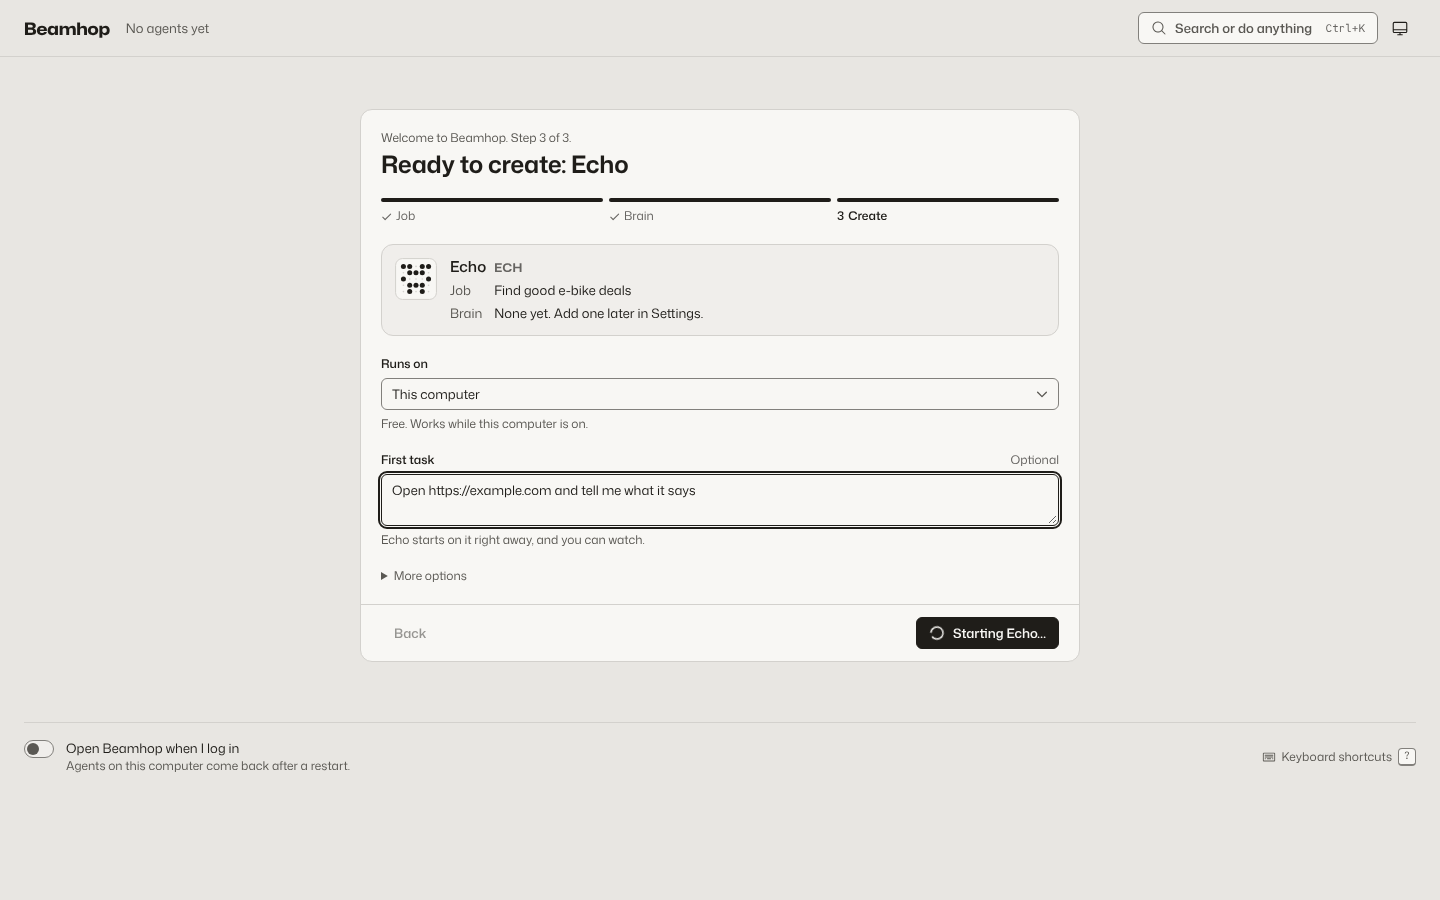 Beamhop
No agents yet
Search or do anything Ctrl+K
Welcome to Beamhop. Step 3 of 3.
Ready to create: Echo
Job
Brain
3 Create
Echo ECH
Job Find good e-bike deals
Brain None yet. Add one later in Settings.
Runs on
This computer
Free. Works while this computer is on.
First task Optional
Open https://example.com and tell me what it says
Echo starts on it right away, and you can watch.
More options
Back
Starting Echo...
Open Beamhop when I log in
Agents on this computer come back after a restart.
Keyboard shortcuts ?